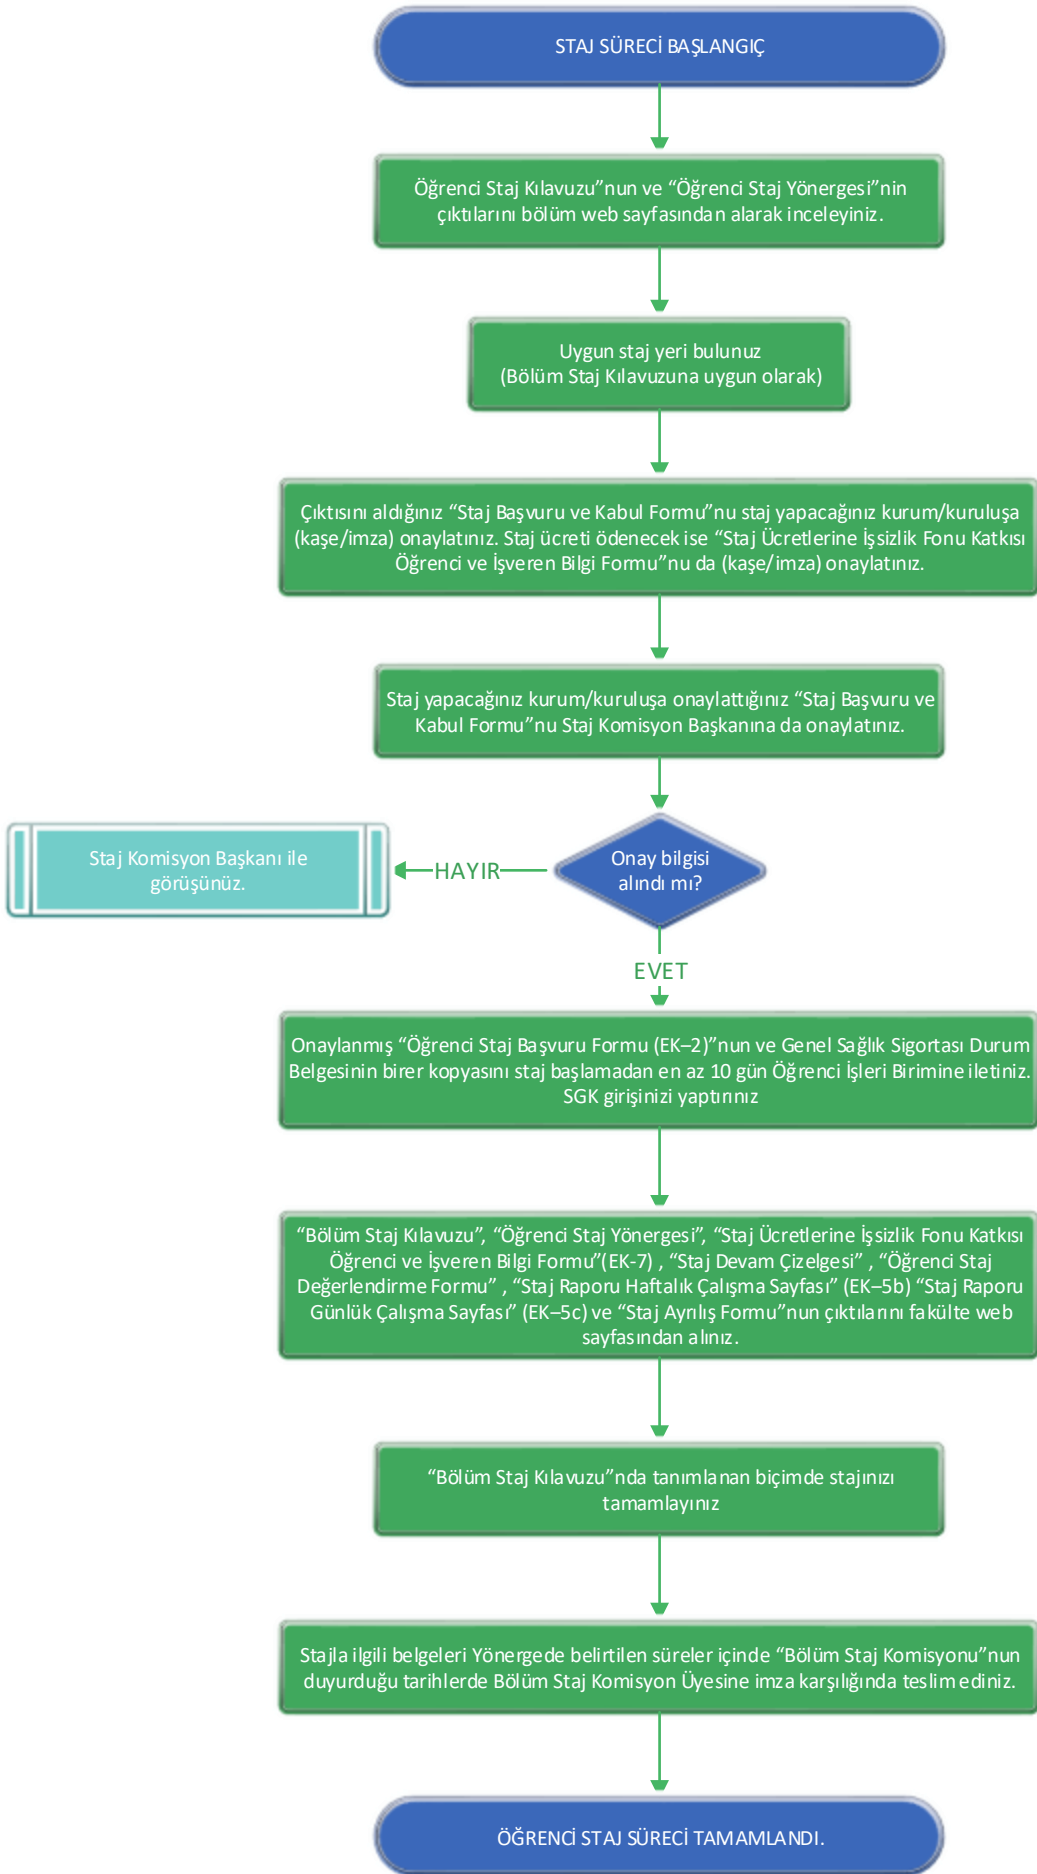 STAJ SÜRECİ BAŞLANGIÇ
Öğrenci Staj Kılavuzu”nun ve “Öğrenci Staj Yönergesi”nin
çıktılarını bölüm web sayfasından alarak inceleyiniz.
Uygun staj yeri bulunuz
(Bölüm Staj Kılavuzuna uygun olarak)
Çıktısını aldığınız “Staj Başvuru ve Kabul Formu”nu staj yapacağınız kurum/kuruluşa
(kaşe/imza) onaylatınız. Staj ücreti ödenecek ise “Staj Ücretlerine İşsizlik Fonu Katkısı
Öğrenci ve İşveren Bilgi Formu”nu da (kaşe/imza) onaylatınız.
Staj yapacağınız kurum/kuruluşa onaylattığınız “Staj Başvuru ve
Kabul Formu”nu Staj Komisyon Başkanına da onaylatınız.
Onay bilgisi
alındı mı?
HAYIR
Staj Komisyon Başkanı ile
görüşünüz.
EVET
Onaylanmış “Öğrenci Staj Başvuru Formu (EK–2)”nun ve Genel Sağlık Sigortası Durum
Belgesinin birer kopyasını staj başlamadan en az 10 gün Öğrenci İşleri Birimine iletiniz.
SGK girişinizi yaptırınız
“Bölüm Staj Kılavuzu”, “Öğrenci Staj Yönergesi”, “Staj Ücretlerine İşsizlik Fonu Katkısı
Öğrenci ve İşveren Bilgi Formu”(EK-7) , “Staj Devam Çizelgesi” , “Öğrenci Staj
Değerlendirme Formu” , “Staj Raporu Haftalık Çalışma Sayfası” (EK–5b) “Staj Raporu
Günlük Çalışma Sayfası” (EK–5c) ve “Staj Ayrılış Formu”nun çıktılarını fakülte web
sayfasından alınız.
“Bölüm Staj Kılavuzu”nda tanımlanan biçimde stajınızı
tamamlayınız
Stajla ilgili belgeleri Yönergede belirtilen süreler içinde “Bölüm Staj Komisyonu”nun
duyurduğu tarihlerde Bölüm Staj Komisyon Üyesine imza karşılığında teslim ediniz.
ÖĞRENCİ STAJ SÜRECİ TAMAMLANDI.